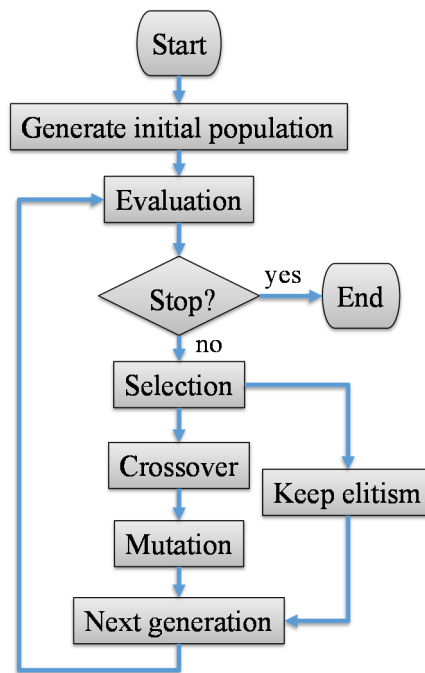 Start
Generate initial population
Evaluation
yes
Stop?
End
no
Selection
Crossover
Keep elitism
Mutation
Next generation